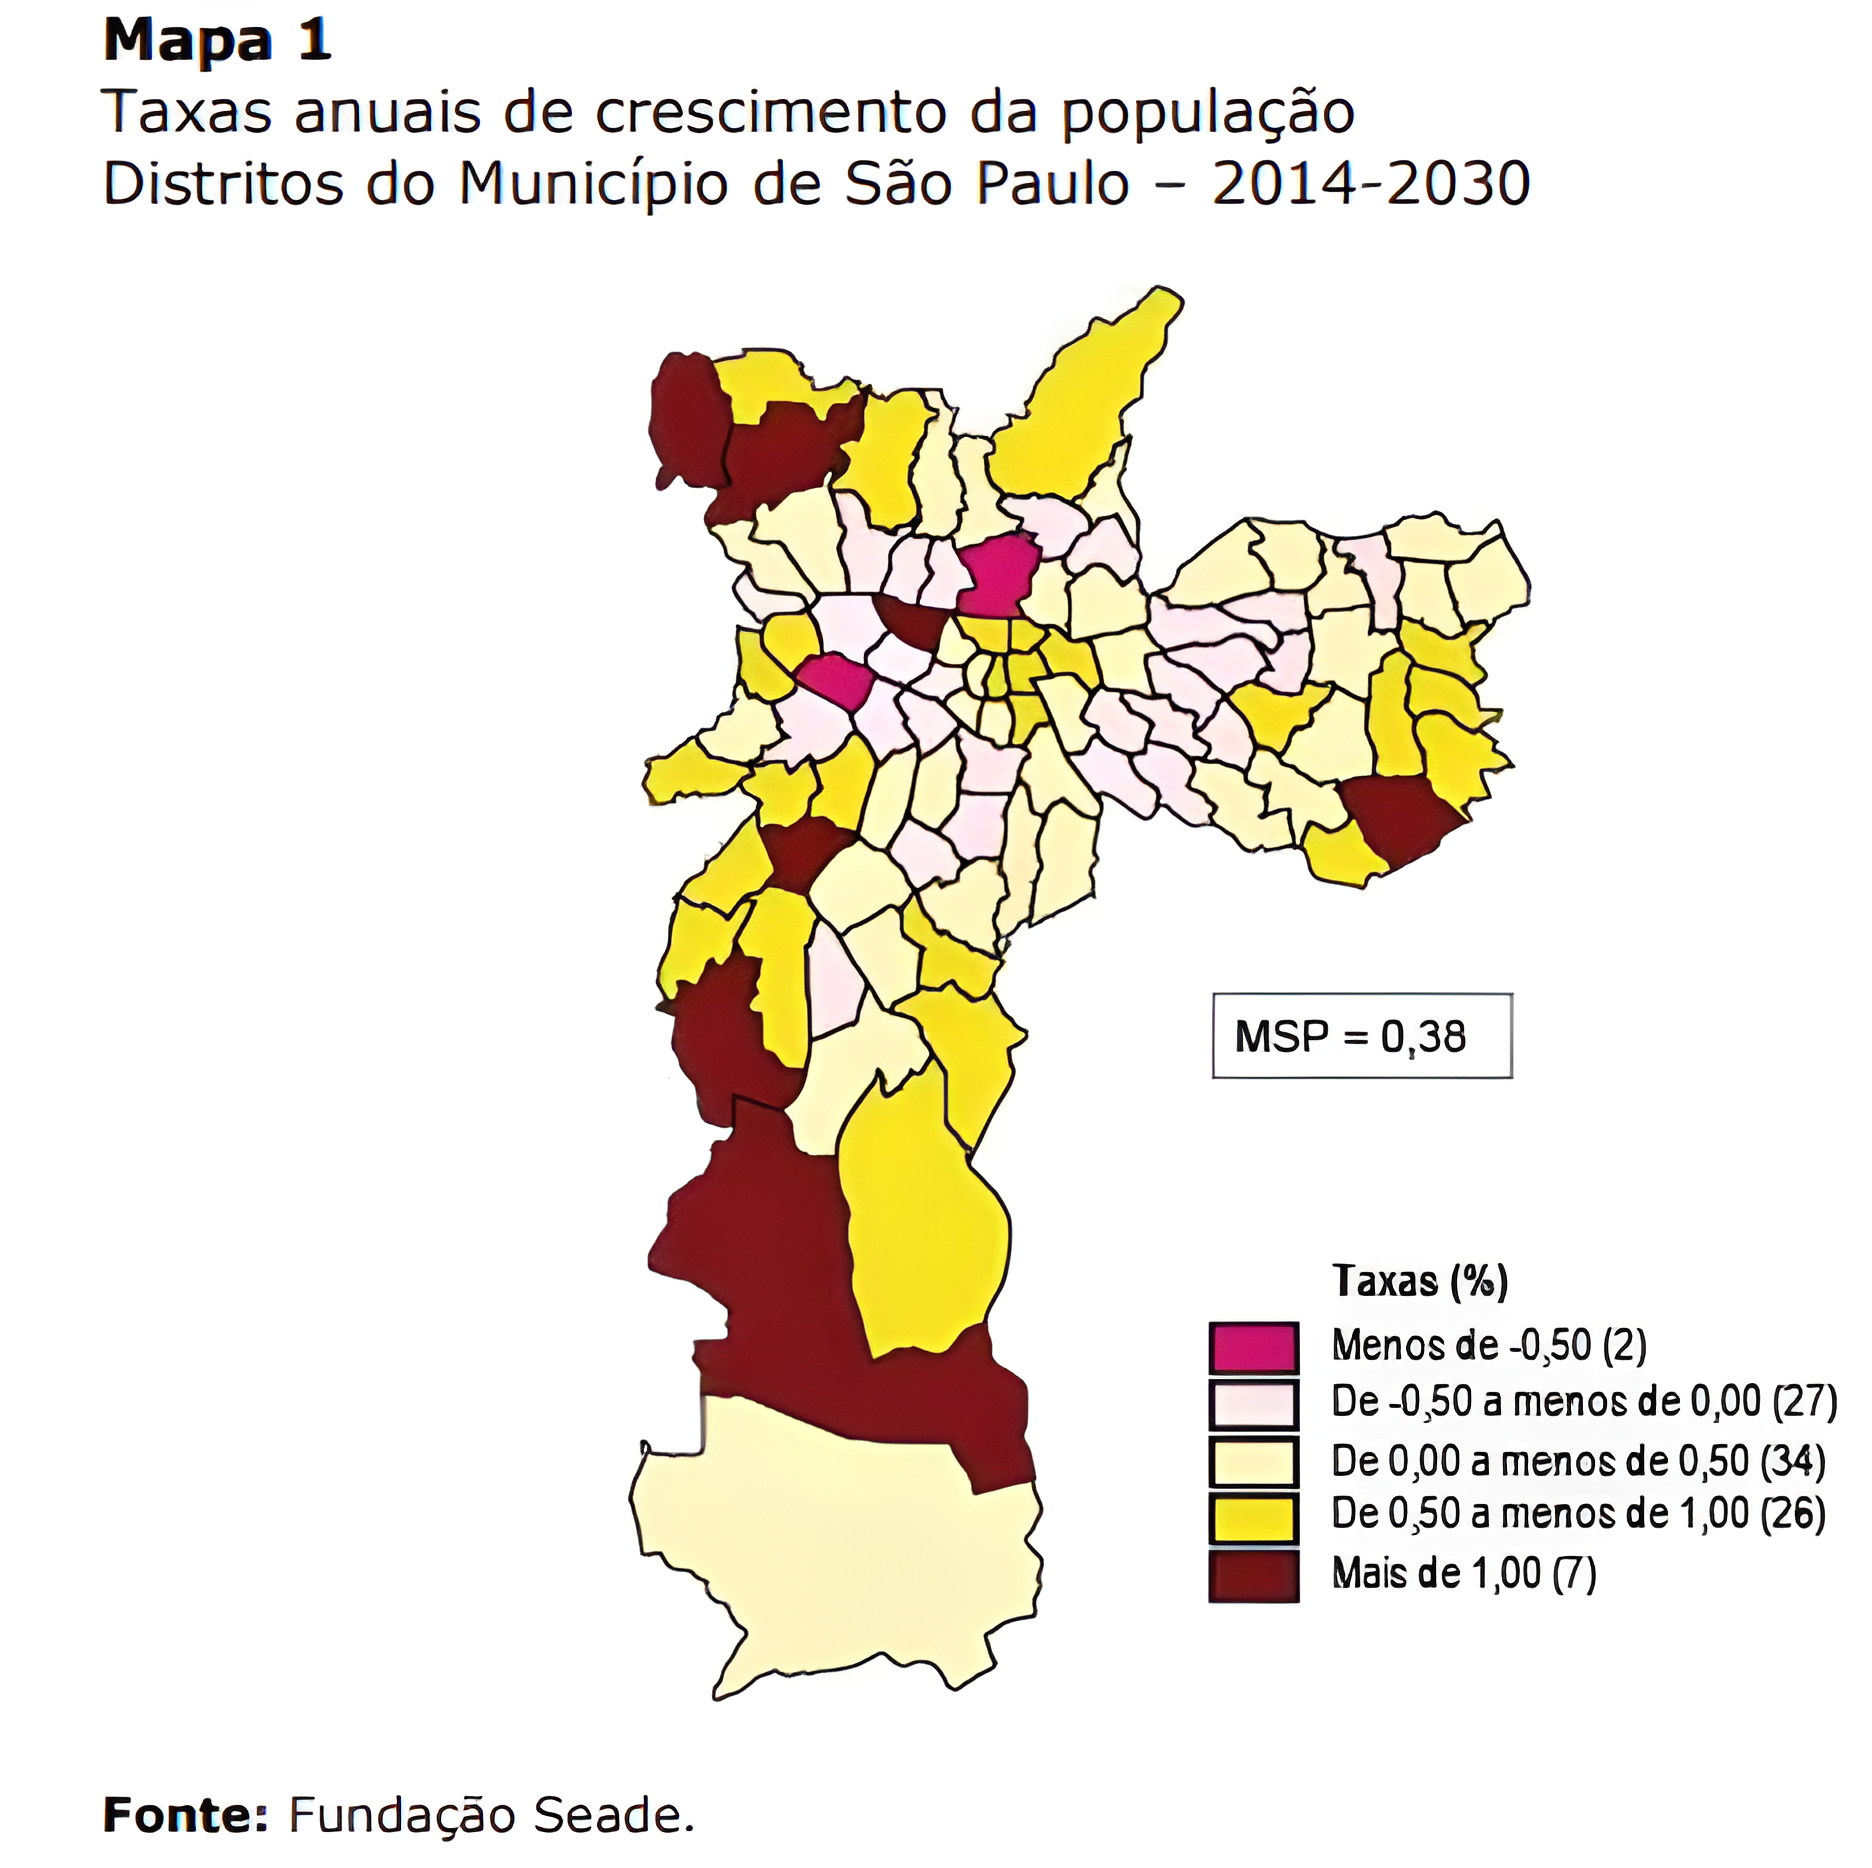 Mapa 1
Taxas anuais de crescimento da população
Distritos do Município de São Paulo – 2014-2030
MSP = 0,38
Taxas (%)
Menos de -0,50 (2)
De -0,50 a menos de 0,00 (27)
De 0,00 a menos de 0,50 (34)
De 0,50 a menos de 1,00 (26)
Mais de 1,00 (7)
Fonte: Fundação Seade.